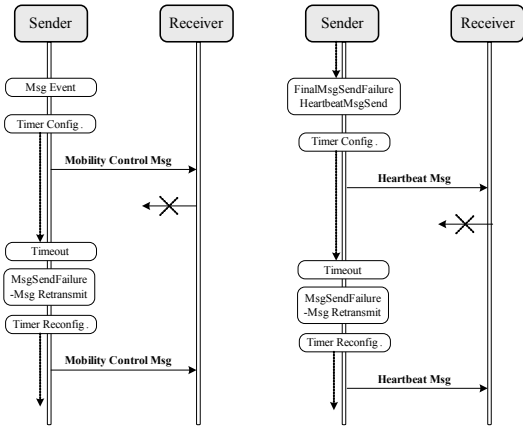 Sender
Receiver
Msg Event
Timer Config .
Mobility Control Msg
Timeout
MsgSendFailure
-Msg Retransmit
Timer Reconfig .
Mobility Control Msg
Sender
Receiver
FinalMsgSendFailure
HeartbeatMsgSend
Timer Config .
Heartbeat Msg
Timeout
MsgSendFailure
-Msg Retransmit
Timer Reconfig .
Heartbeat Msg